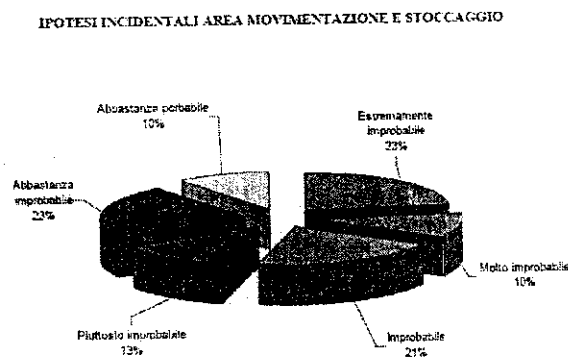 IPOTESI INCIDENTALI AREA MOVIMENTAZIONE E STOCCAGGIO
Abbastanza porbabile
10%
Estremamente
improbabile
23%
Abbastanza
improbabile
23%
Molto improbabile
10%
Piuttosto improbabile
13%
Improbabile
21%